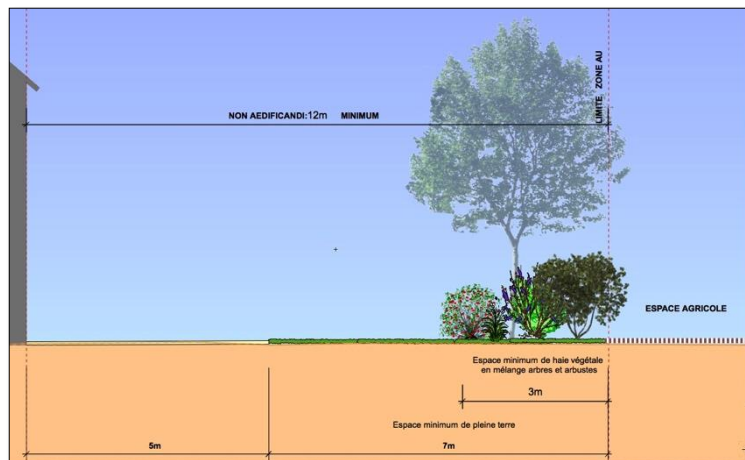 LIMITE ZONE AU
NON AEDIFICANDI:12m MINIMUM
ESPACE AGRICOLE
Espace minimum de haie végétale
en mélange arbres et arbustes
3m
Espace minimum de pleine terre
5m
7m